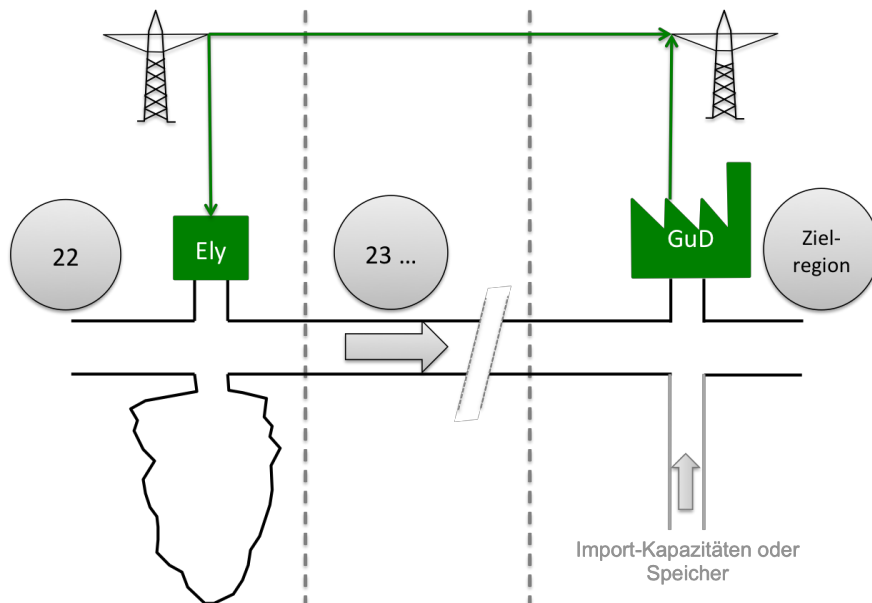 22
Ely
23 ...
GuD
Ziel-
region
Import-Kapazitäten oder
Speicher